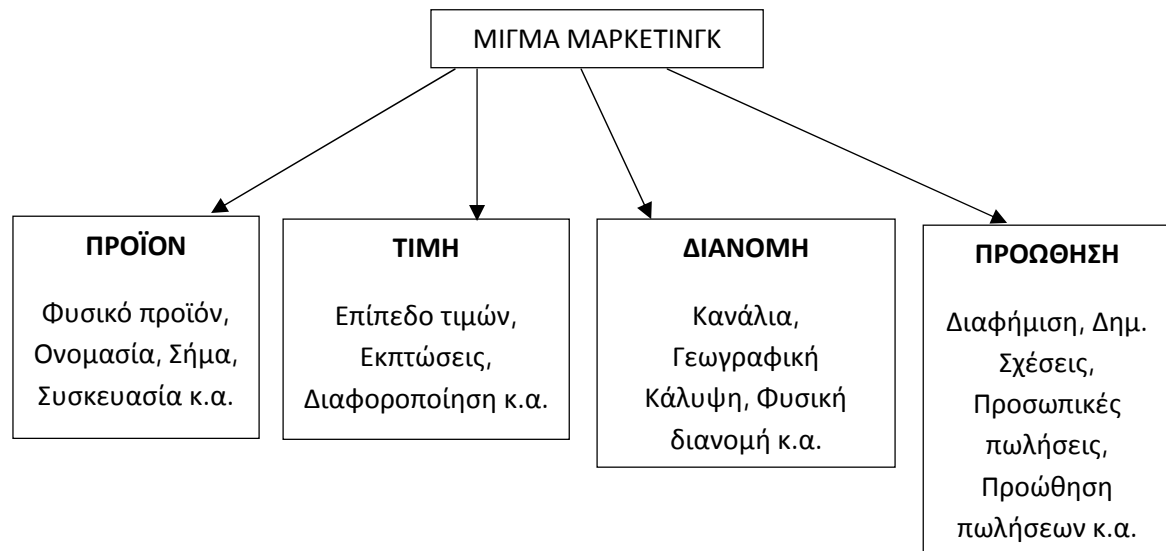 ΜΙΓΜΑ ΜΑΡΚΕΤΙΝΓΚ
ΠΡΟΪΟΝ
Φυσικό προϊόν,
Ονομασία, Σήμα,
Συσκευασία κ.α.
ΤΙΜΗ
Επίπεδο τιμών,
Εκπτώσεις,
Διαφοροποίηση κ.α.
ΔΙΑΝΟΜΗ
Κανάλια,
Γεωγραφική
Κάλυψη, Φυσική
διανομή κ.α.
ΠΡΟΩΘΗΣΗ
Διαφήμιση, Δημ.
Σχέσεις,
Προσωπικές
πωλήσεις,
Προώθηση
πωλήσεων κ.α.